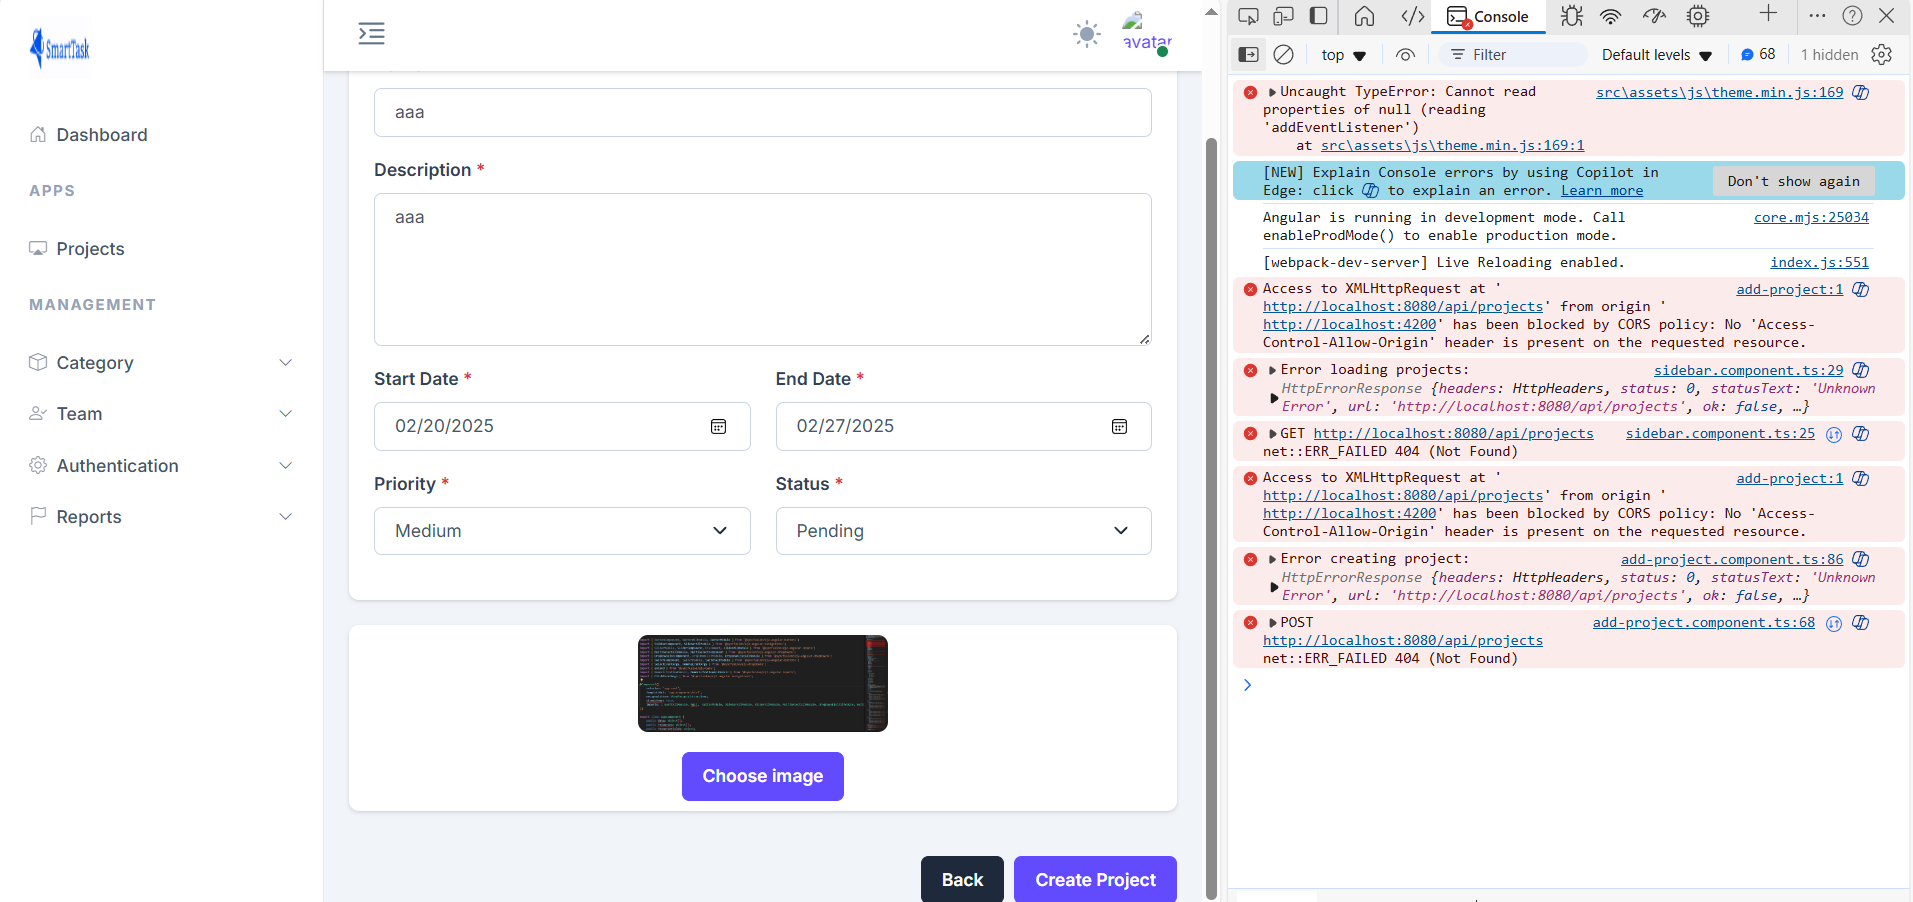 SmartTask
Dashboard
APPS
Projects
MANAGEMENT
Category
Team
Authentication
Reports
avatar
aaa
Description *
aaa
Start Date *
End Date *
02/20/2025
02/27/2025
Priority *
Status *
Medium
Pending
Choose image
Back
Create Project
Console
top
Filter
Default levels
68
1 hidden
Uncaught TypeError: Cannot read src\assets\js\theme.min.js:169
properties of null (reading
'addEventListener')
at src\assets\js\theme.min.js:169:1
[NEW] Explain Console errors by using Copilot in
Edge: click to explain an error. Learn more
Don't show again
Angular is running in development mode. Call core.mjs:25034
enableProdMode() to enable production mode.
[webpack-dev-server] Live Reloading enabled. index.js:551
Access to XMLHttpRequest at ' add-project:1
http://localhost:8080/api/projects' from origin '
http://localhost:4200' has been blocked by CORS policy: No 'Access-
Control-Allow-Origin' header is present on the requested resource.
Error loading projects: sidebar.component.ts:29
HttpErrorResponse {headers: HttpHeaders, status: 0, statusText: 'Unknown
Error', url: 'http://localhost:8080/api/projects', ok: false, …}
GET http://localhost:8080/api/projects sidebar.component.ts:25
net::ERR_FAILED 404 (Not Found)
Access to XMLHttpRequest at ' add-project:1
http://localhost:8080/api/projects' from origin '
http://localhost:4200' has been blocked by CORS policy: No 'Access-
Control-Allow-Origin' header is present on the requested resource.
Error creating project: add-project.component.ts:86
HttpErrorResponse {headers: HttpHeaders, status: 0, statusText: 'Unknown
Error', url: 'http://localhost:8080/api/projects', ok: false, …}
POST add-project.component.ts:68
http://localhost:8080/api/projects
net::ERR_FAILED 404 (Not Found)